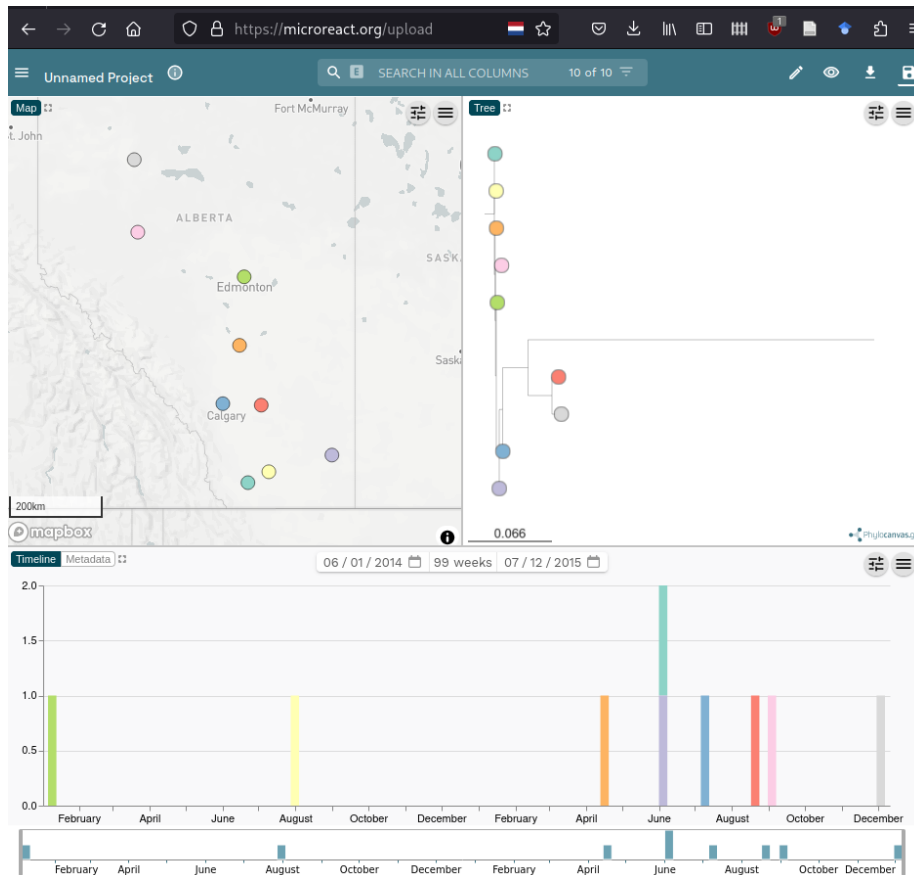 https://microreact.org/upload
1
Unnamed Project
E SEARCH IN ALL COLUMNS 10 of 10
Map
Fort McMurray
t. John
ALBERTA
SASK
Edmonton
Saska
Calgary
200km
mapbox
Tree
0.066
Phylocanvas.g
Timeline Metadata
06 / 01 / 2014 99 weeks 07 / 12 / 2015
2.0
1.5
1.0
0.5
0.0
February April June August October December February April June August October December
February April June August October December February April June August October December